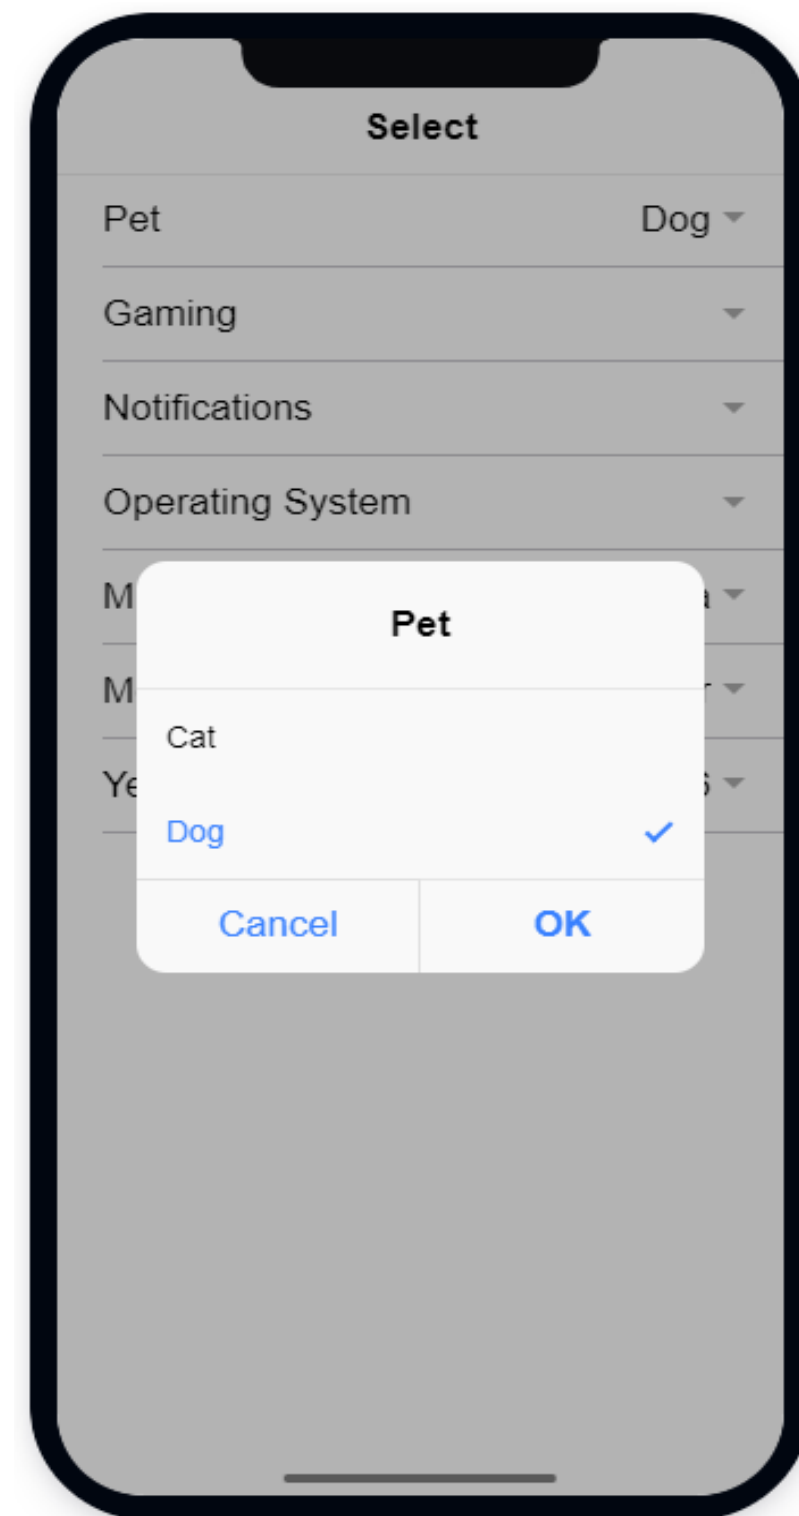 Select
Pet Dog
Gaming
Notifications
Operating System
Pet
Cat
Dog
Cancel OK